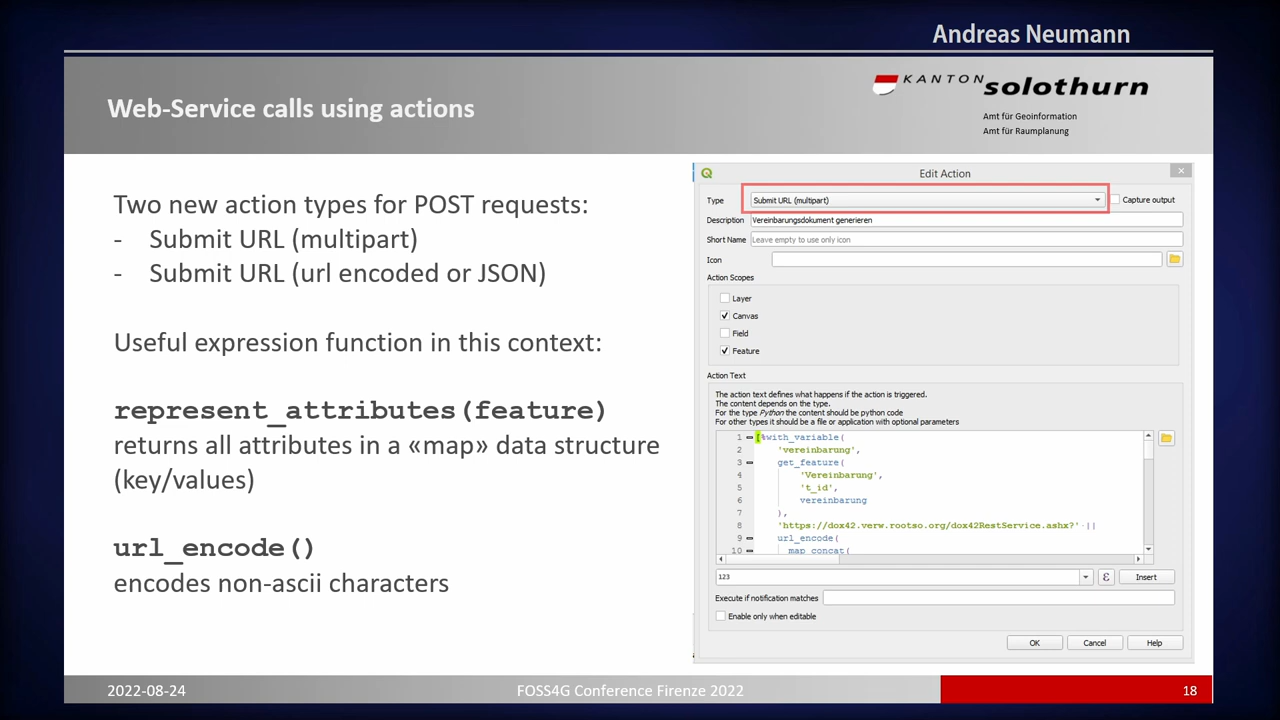 Andreas Neumann
KANTON solothurn
Web-Service calls using actions
Amt für Geoinformation
Amt für Raumplanung
Two new action types for POST requests:
- Submit URL (multipart)
- Submit URL (url encoded or JSON)
Useful expression function in this context:
represent_attributes(feature)
returns all attributes in a «map» data structure
(key/values)
url_encode()
encodes non-ascii characters
Edit Action
Type Submit URL (multipart) Capture output
Description Vereinbarungsdokument generieren
Short Name Leave empty to use only icon
Icon
Action Scopes
Layer
Canvas
Field
Feature
Action Text
The action text defines what happens if the action is triggered.
The content depends on the type.
For the type Python the content should be python code
For other types it should be a file or application with optional parameters
1 [%with_variable(
2 'vereinbarung',
3 get_feature(
4 'Vereinbarung',
5 't_id',
6 vereinbarung
7 ),
8 'https://dox42.verw.rootso.org/dox42RestService.ashx?' ||
9 url_encode(
10 map_concat(
123 ε Insert
Execute if notification matches
Enable only when editable
OK Cancel Help
2022-08-24 FOSS4G Conference Firenze 2022 18